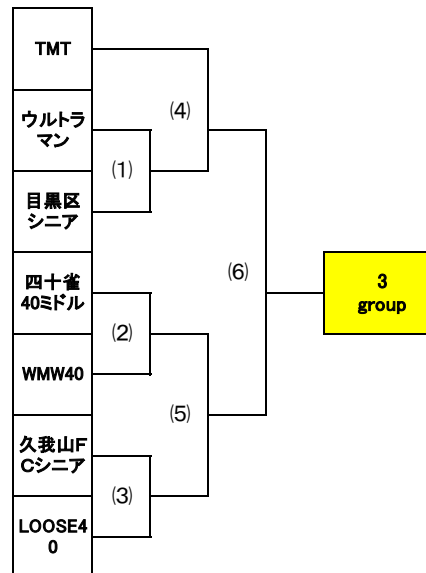 TMT
ウルトラ
マン
(4)
(1)
目黒区
シニア
(6)
四十雀
40ミドル
3
group
(2)
WMW40
(5)
久我山F
Cシニア
(3)
LOOSE4
0